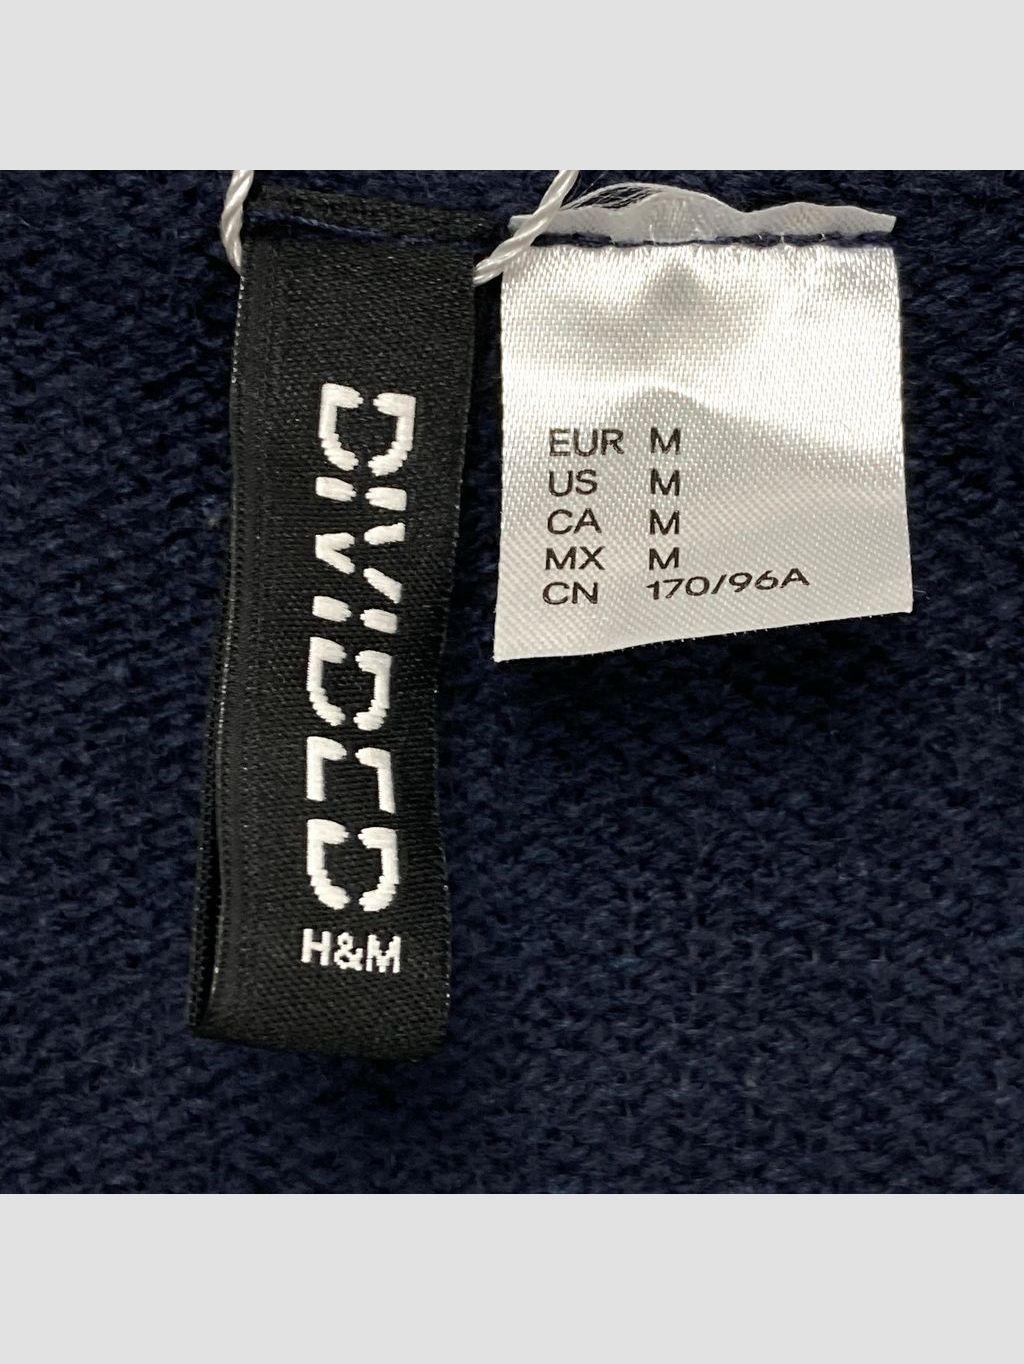 DIVIDED
H&M
EUR M
US M
CA M
MX M
CN 170/96A